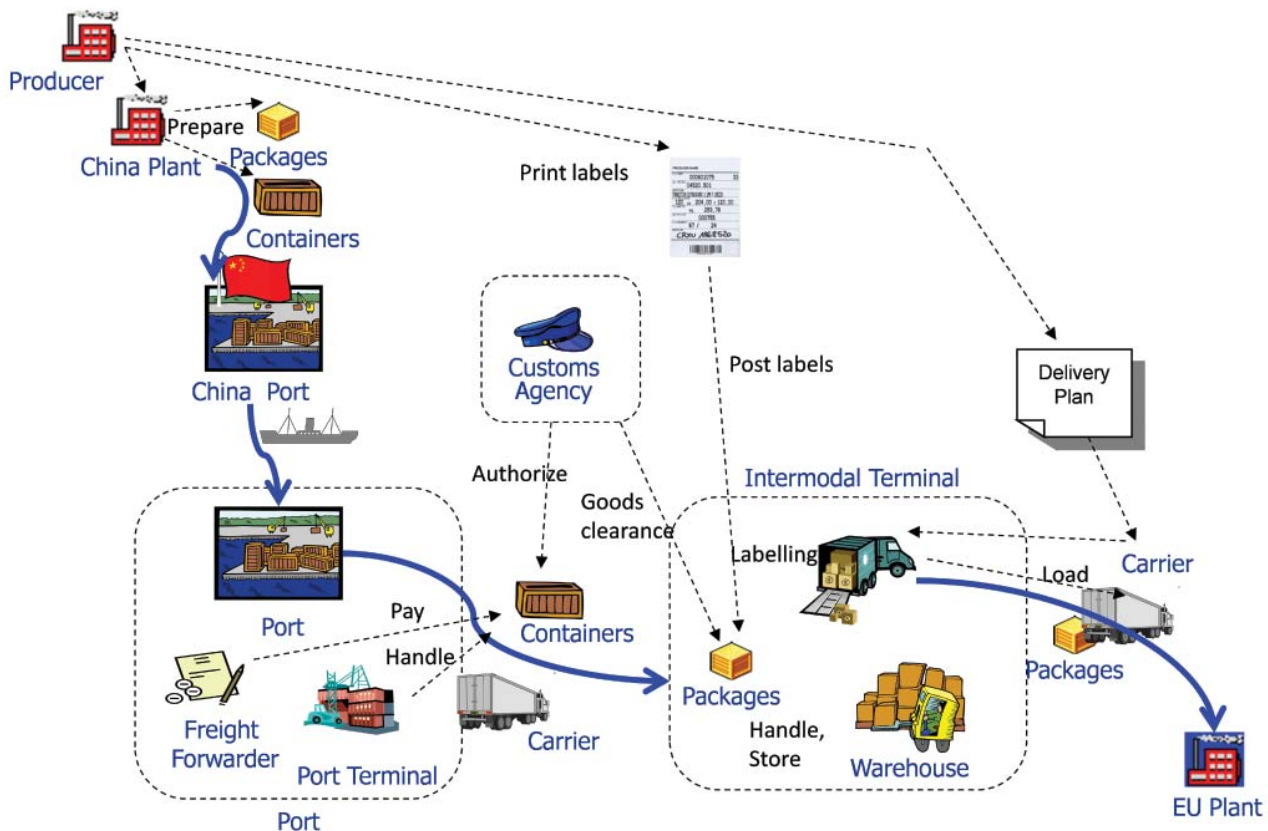 Producer
Prepare
China Plant
Packages
Containers
Print labels
China Port
Customs
Agency
Post labels
Delivery
Plan
Authorize
Goods
clearance
Intermodal Terminal
Labelling
Carrier
Load
Port
Pay
Containers
Handle
Packages
Packages
Freight
Forwarder
Port Terminal
Carrier
Handle,
Store
Warehouse
EU Plant
Port